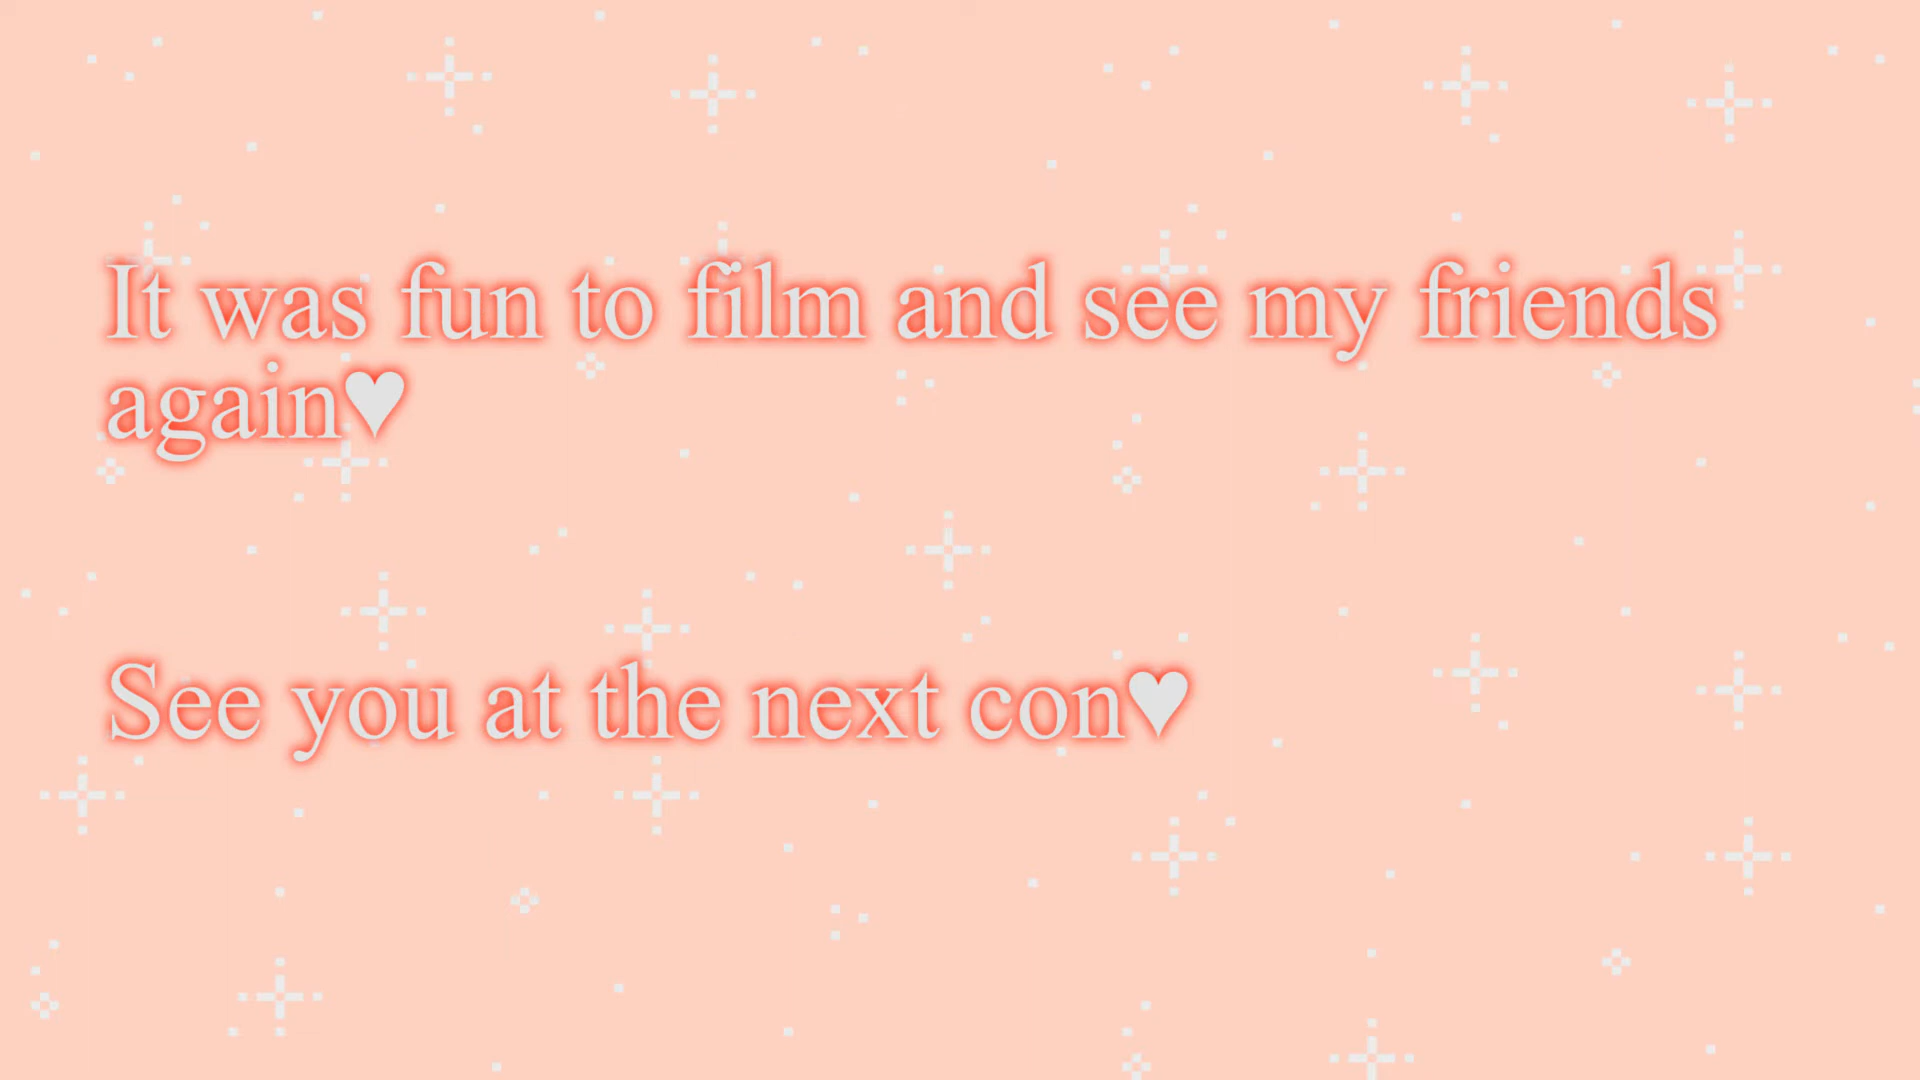 It was fun to film and see my friends
again♥
See you at the next con♥